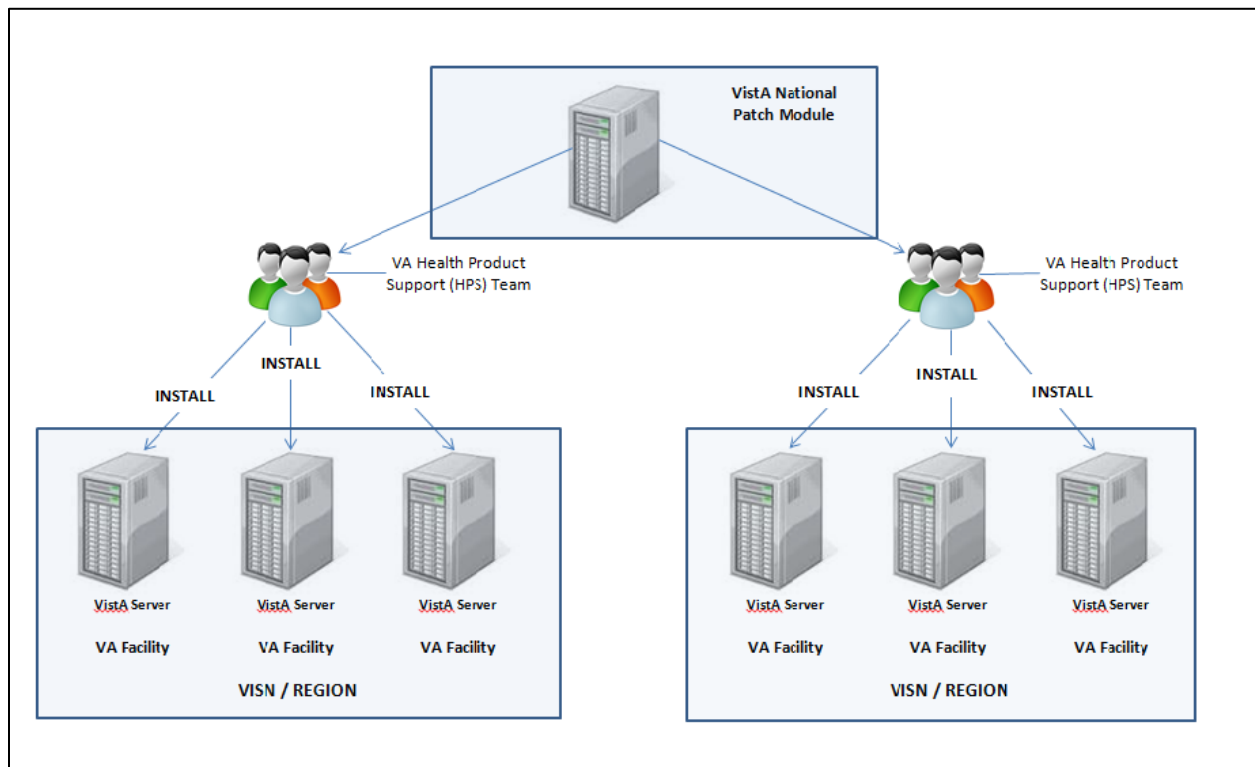 VistA National
Patch Module
VA Health Product
Support (HPS) Team
VA Health Product
Support (HPS) Team
INSTALL
INSTALL
INSTALL
INSTALL
INSTALL
INSTALL
VistA Server
VistA Server
VistA Server
VA Facility
VA Facility
VA Facility
VISN / REGION
VistA Server
VistA Server
VistA Server
VA Facility
VA Facility
VA Facility
VISN / REGION